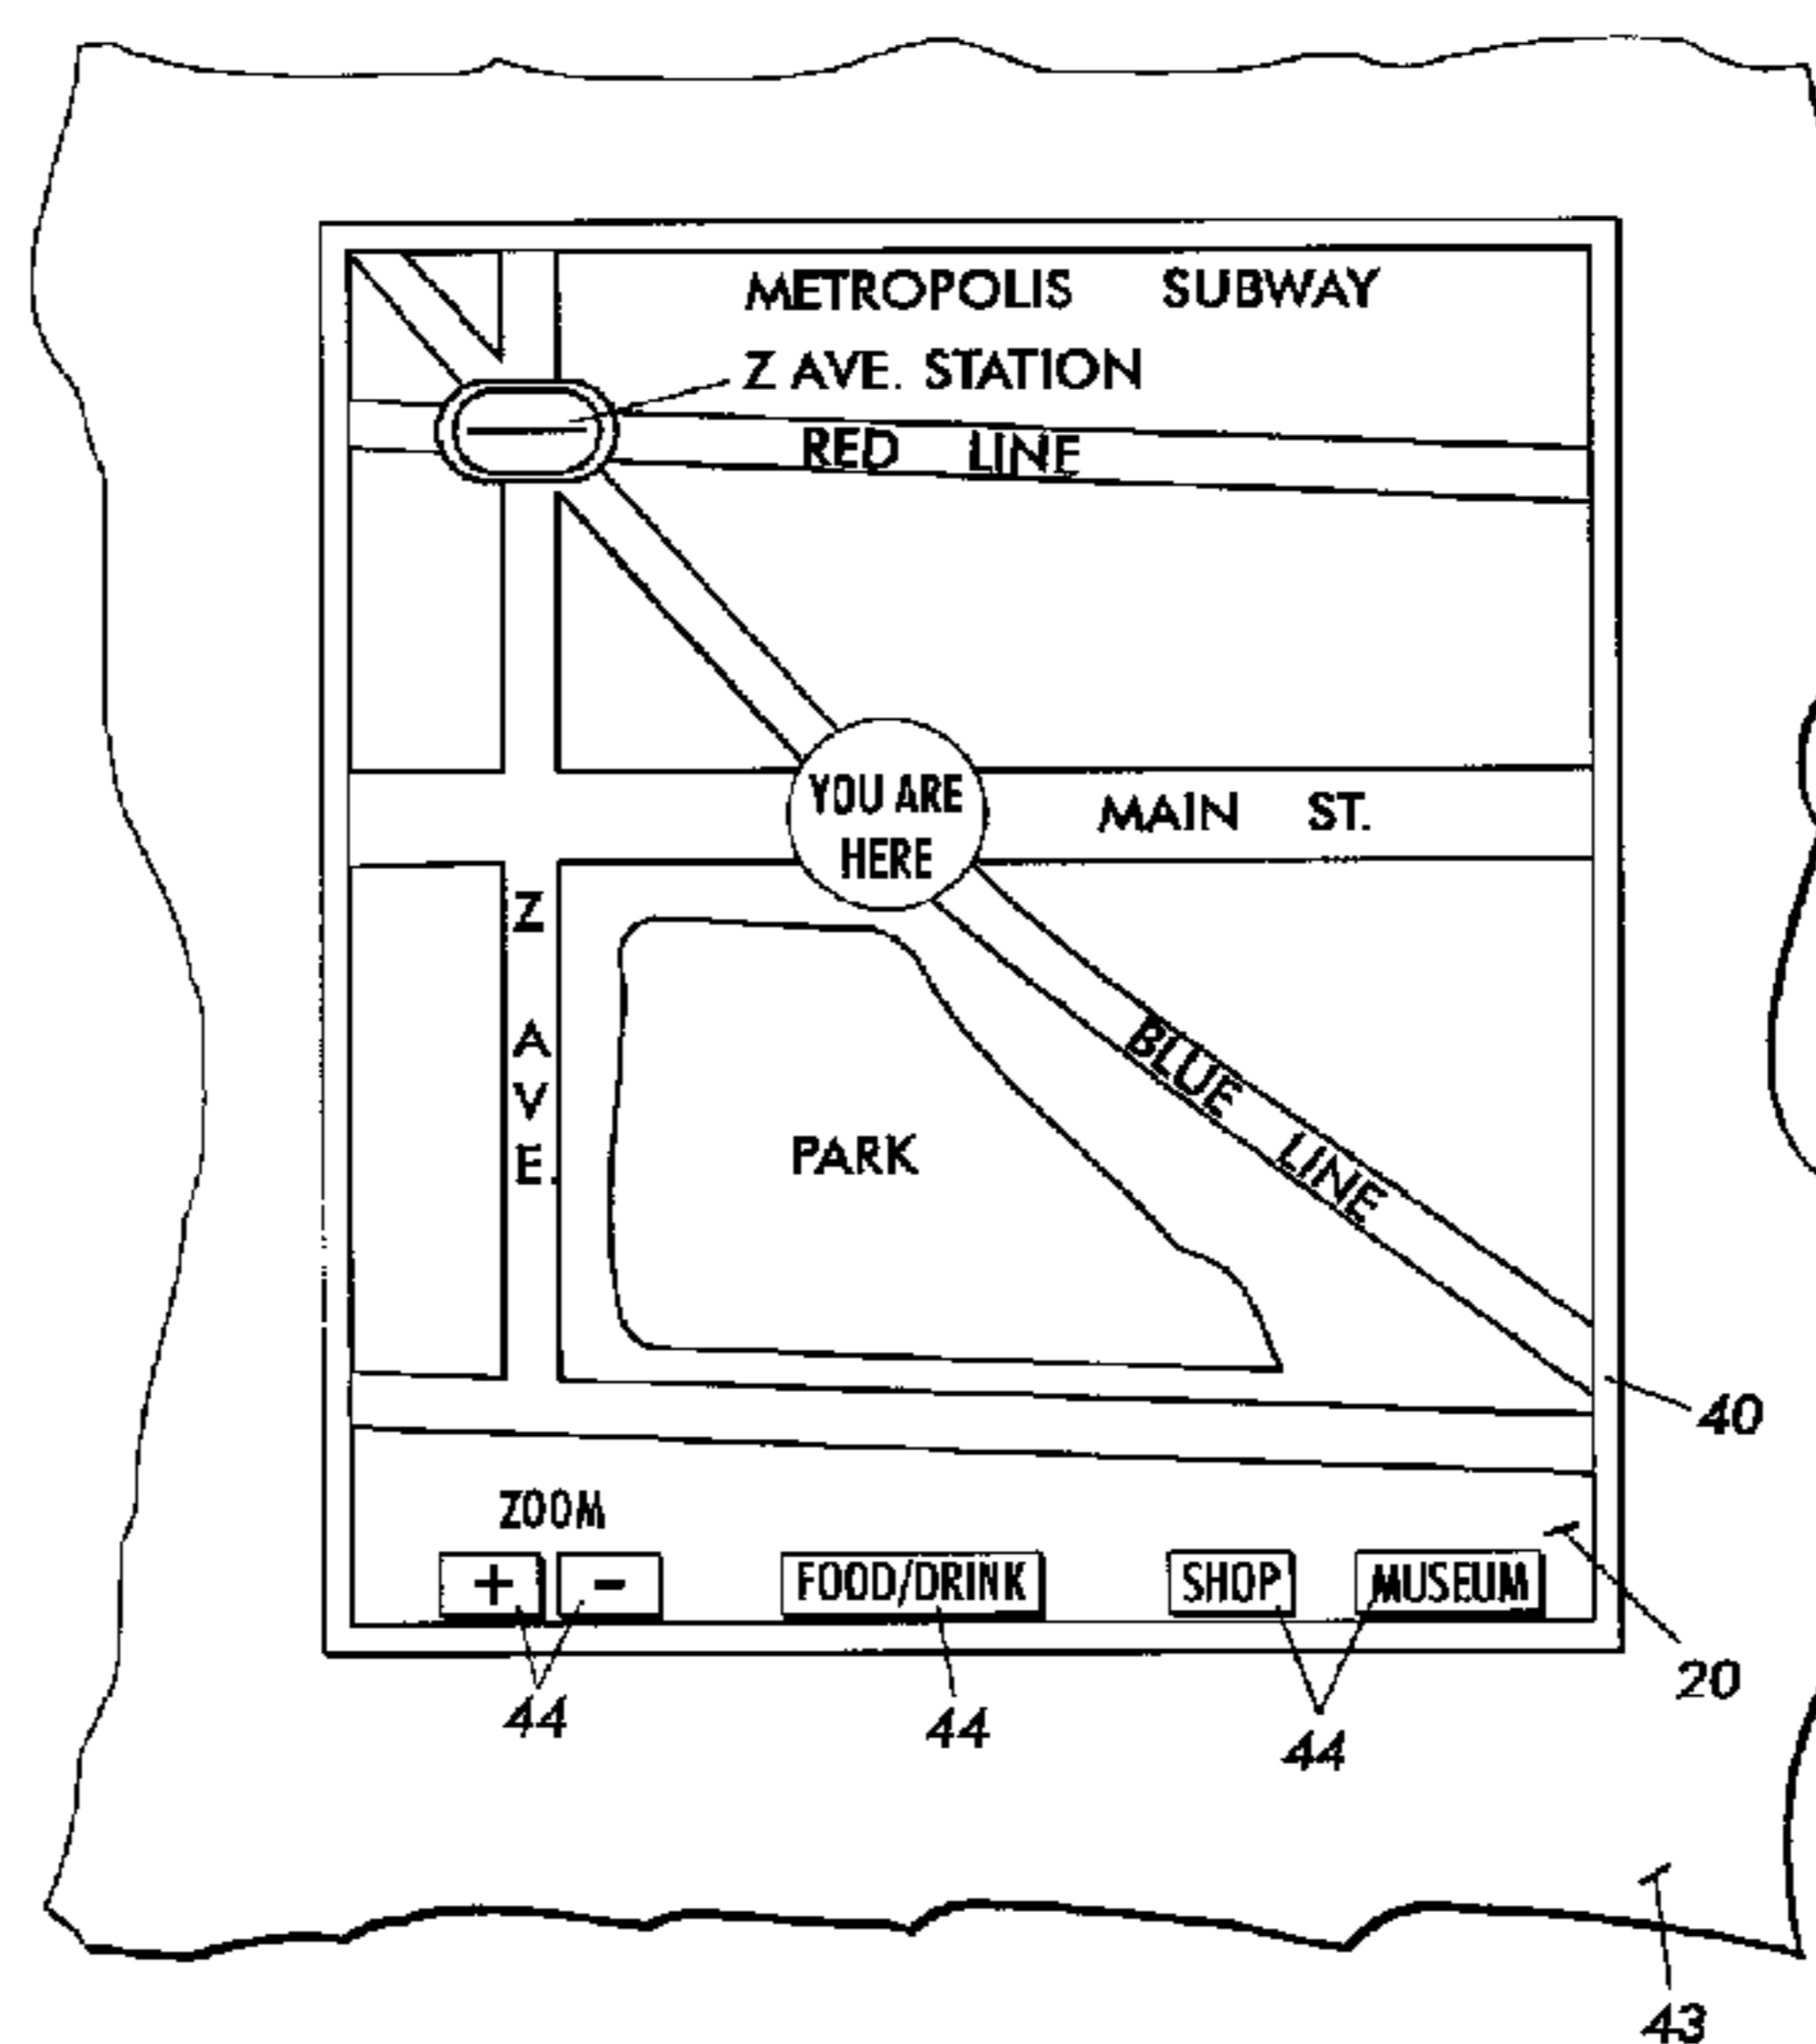 METROPOLIS SUBWAY
Z AVE. STATION
RED LINE
YOU ARE
HERE
MAIN ST.
Z AVE.
BLUE LINE
PARK
40
ZOOM
+ - FOOD/DRINK SHOP MUSEUM
20
44 44 44
43